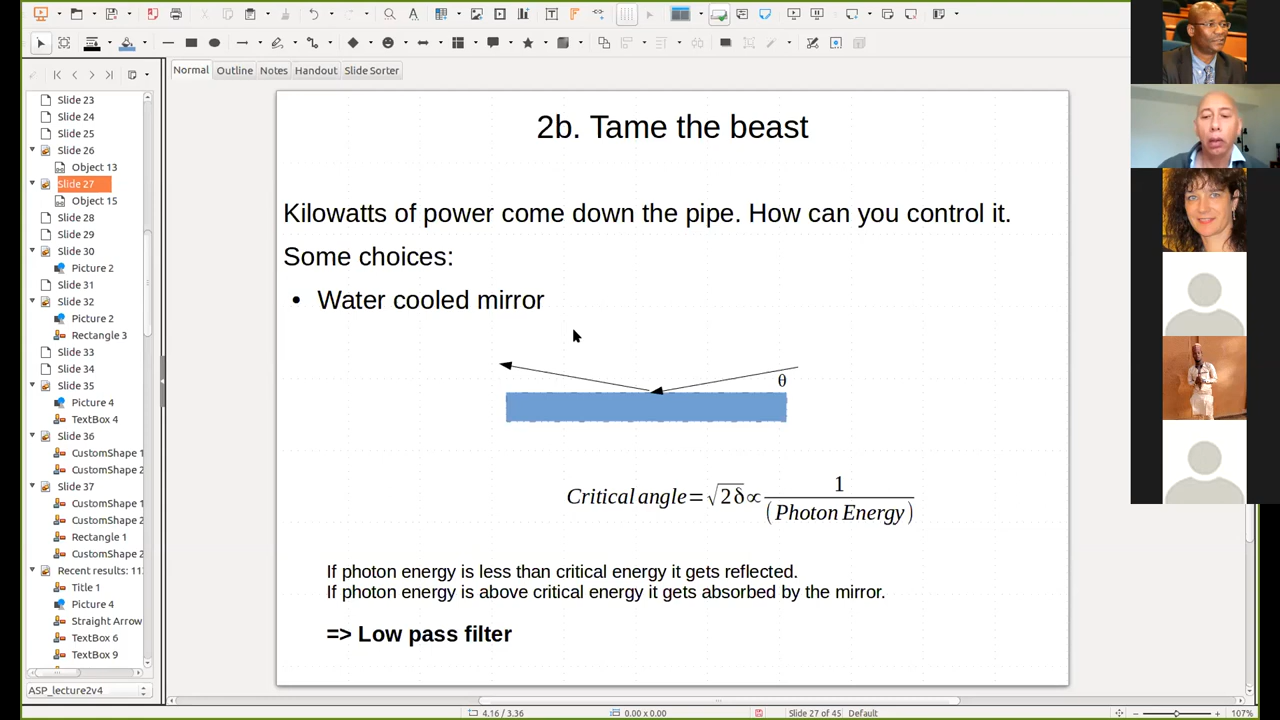 Normal Outline Notes Handout Slide Sorter
Slide 23
Slide 24
Slide 25
Slide 26
Object 13
Slide 27
Object 15
Slide 28
Slide 29
Slide 30
Picture 2
Slide 31
Slide 32
Picture 2
Rectangle 3
Slide 33
Slide 34
Slide 35
Picture 4
TextBox 4
Slide 36
CustomShape 1
CustomShape 2
Slide 37
CustomShape 1
CustomShape 2
Rectangle 1
CustomShape 2
Recent results: 11
Title 1
Picture 4
Straight Arrow
TextBox 6
TextBox 9
ASP_lecture2v4
2b. Tame the beast
Kilowatts of power come down the pipe. How can you control it.
Some choices:
• Water cooled mirror
θ
Critical angle = √2δ ∝ 1 / (Photon Energy)
If photon energy is less than critical energy it gets reflected.
If photon energy is above critical energy it gets absorbed by the mirror.
=> Low pass filter
4.16 / 3.36 0.00 x 0.00 Slide 27 of 45 Default 107%